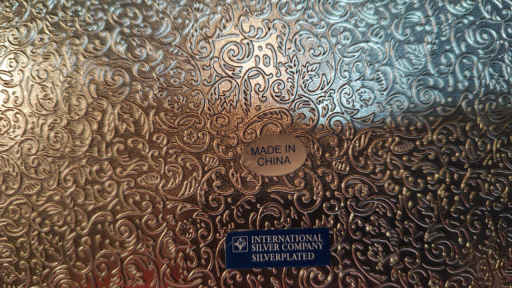 MADE IN
CHINA
INTERNATIONAL
SILVER COMPANY
SILVERPLATED